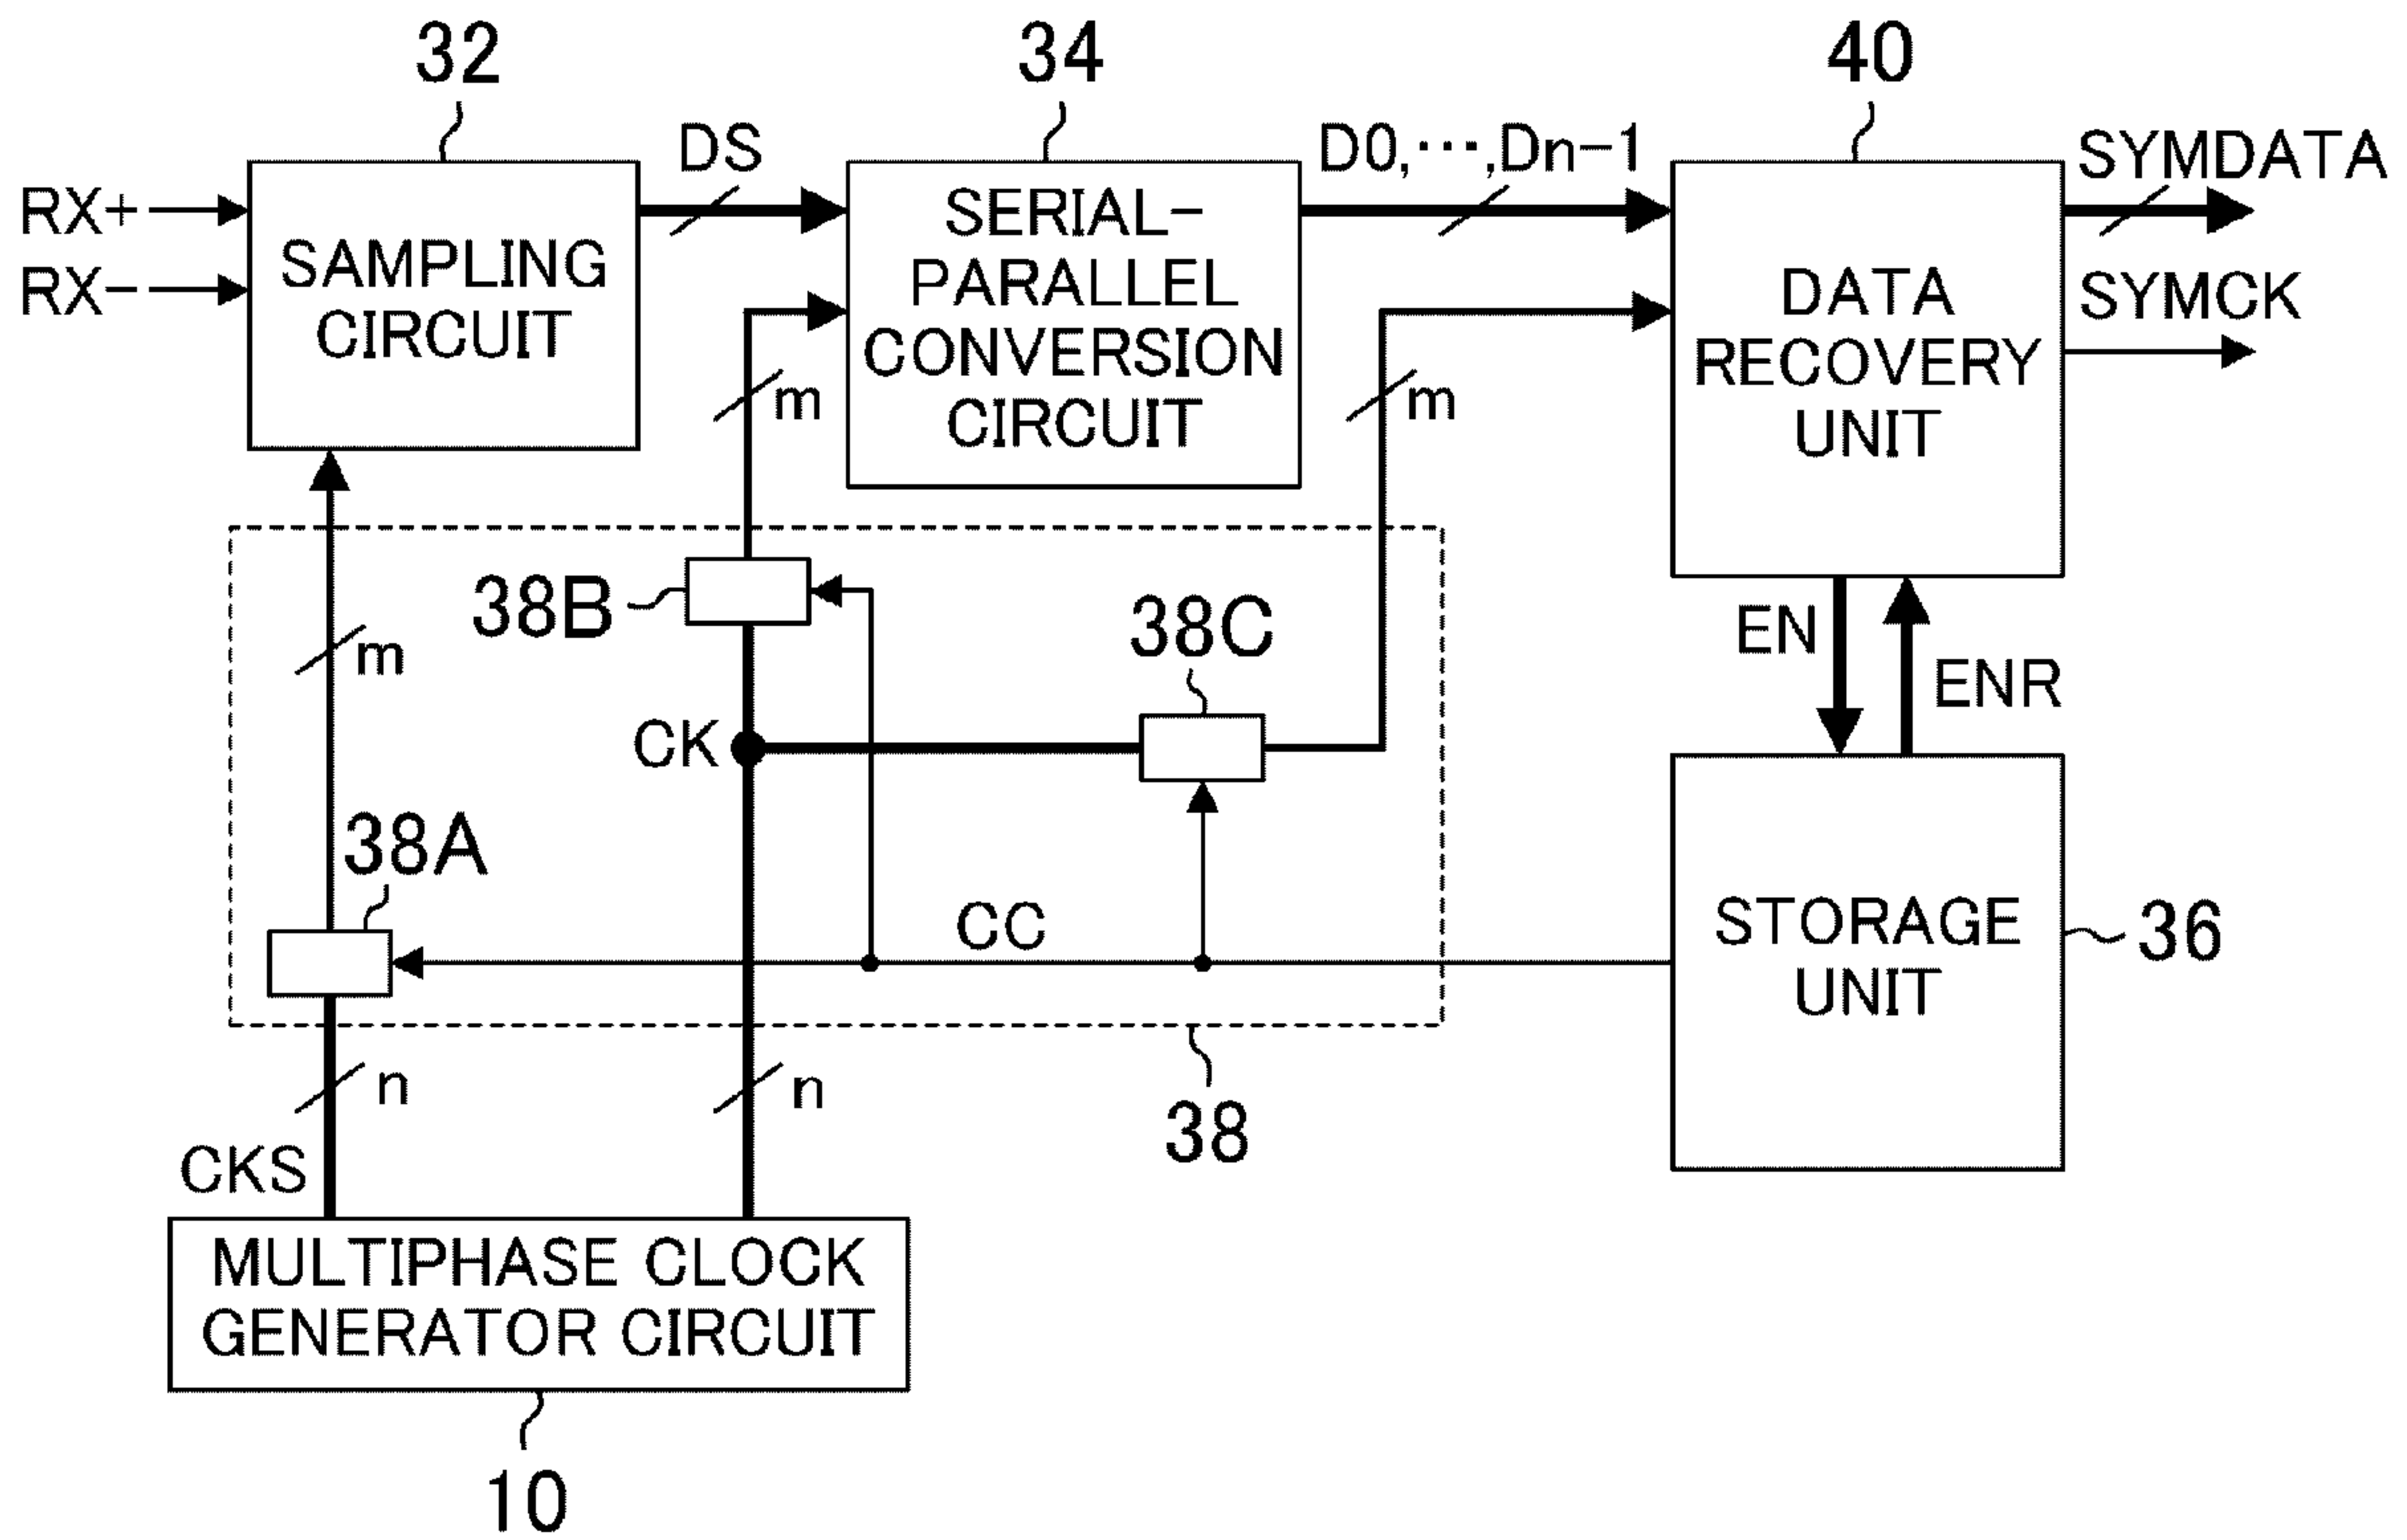 32
34
40
DS
D0,···,Dn-1
SYMDATA
RX+
RX-
SAMPLING
CIRCUIT
SERIAL-
PARALLEL
CONVERSION
CIRCUIT
DATA
RECOVERY
UNIT
SYMCK
m
m
38B
38C
EN
ENR
m
CK
38A
CC
STORAGE
UNIT
36
n
n
38
CKS
MULTIPHASE CLOCK
GENERATOR CIRCUIT
10